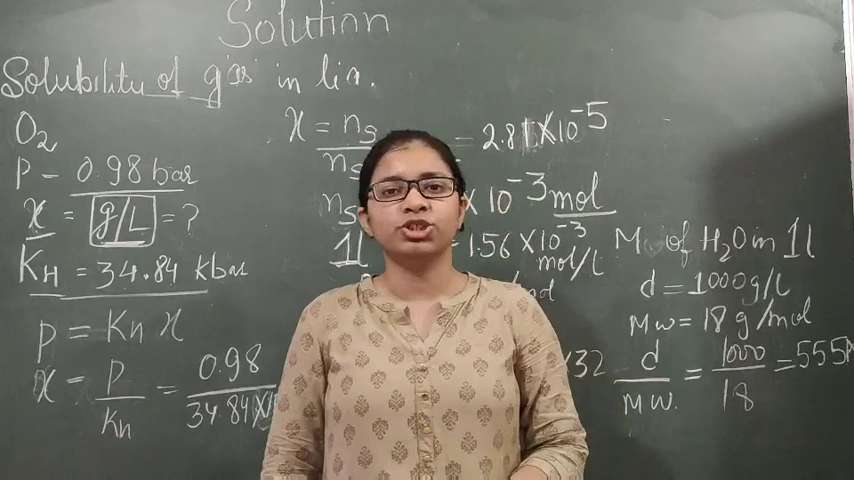 Solution
Solubility of gas in liq.
O2
P - 0.98 bar
x = g/L = ?
KH = 34.84 kbar
p = KH x
x = p / KH = 0.98 / 34.84 X
x = ns / ns = 2.81 X 10^-5
ns X 10^-3 mol
1L = 1.56 X 10^-3 mol/L
mol
X 32
M of H2O in 1l
d = 1000 g/L
Mw = 18 g/mol
d / MW. = 1000 / 18 = 555